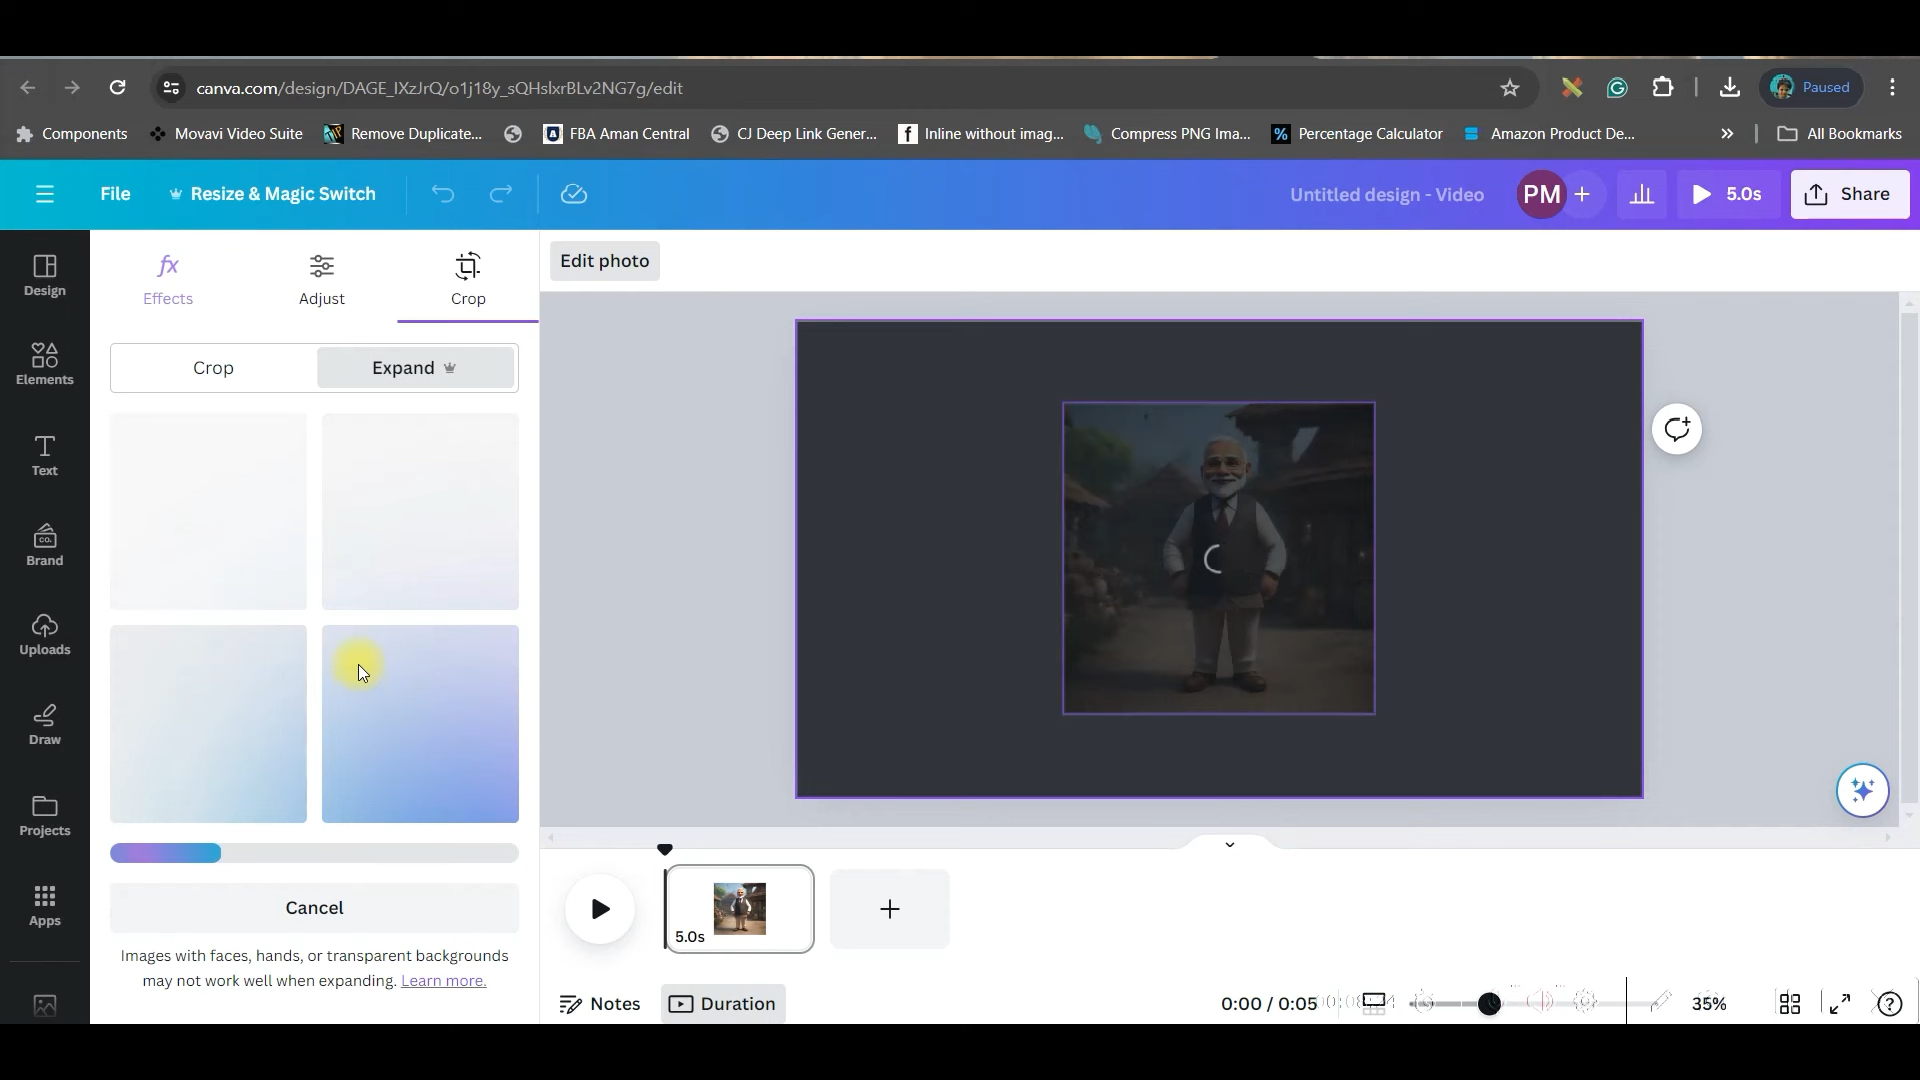 canva.com/design/DAGE_IXzJrQ/o1j18y_sQHslxrBLv2NG7g/edit
Paused
Components
Movavi Video Suite
Remove Duplicate...
FBA Aman Central
CJ Deep Link Gener...
Inline without imag...
Compress PNG Ima...
Percentage Calculator
Amazon Product De...
All Bookmarks
File
Resize & Magic Switch
Untitled design - Video
PM
5.0s
Share
Design
Elements
Text
Brand
Uploads
Draw
Projects
Apps
Effects
Adjust
Crop
Edit photo
Crop
Expand
Cancel
Images with faces, hands, or transparent backgrounds
may not work well when expanding. Learn more.
5.0s
Notes
Duration
0:00 / 0:05
35%